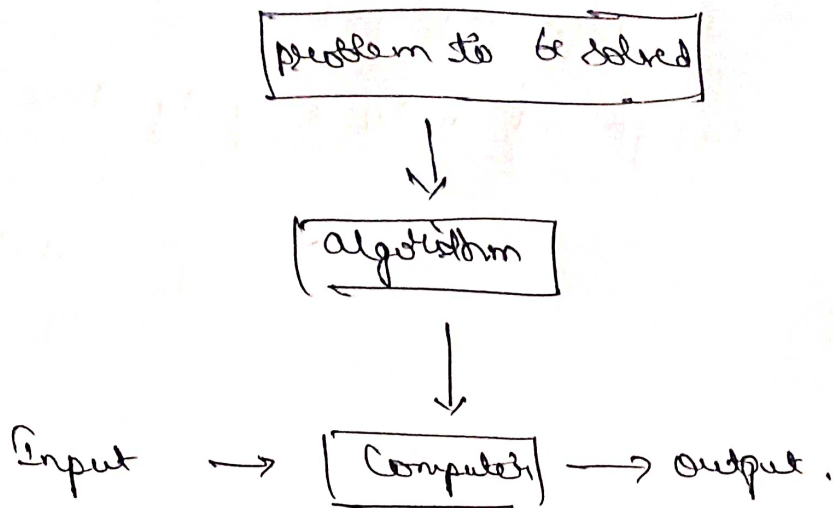 problem to be solved
algorithm
Input → Computer → output.